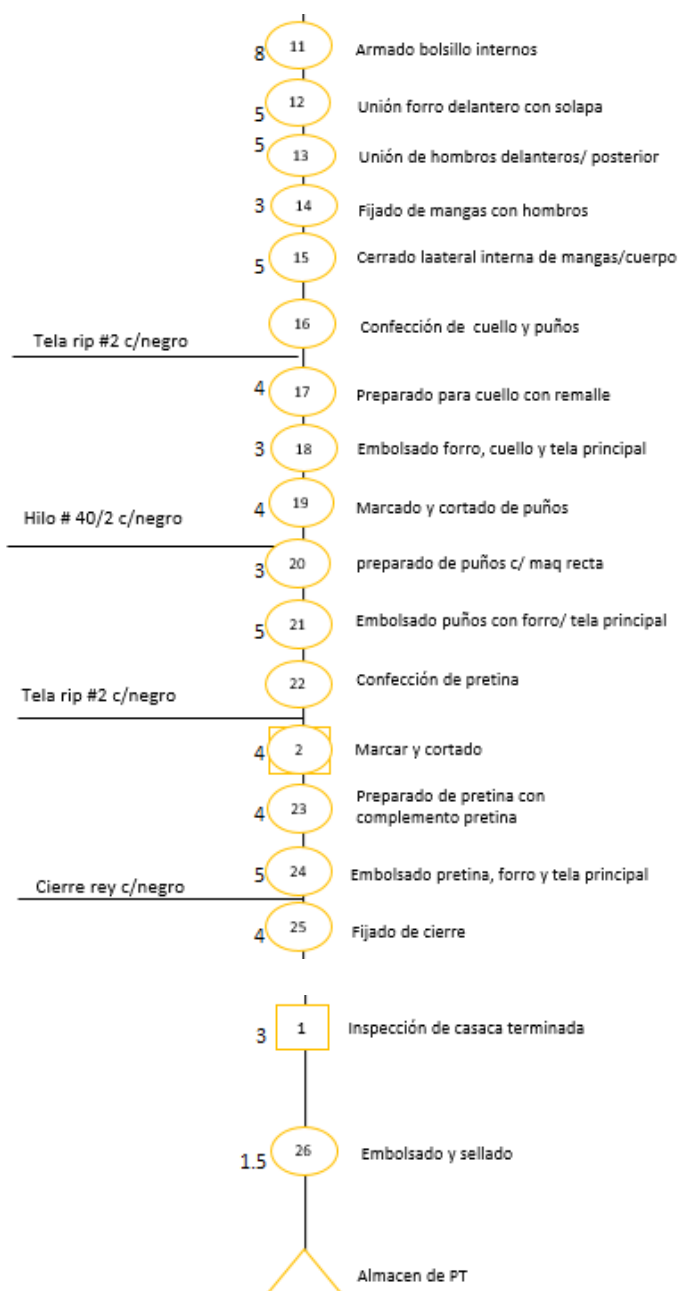 8 11 Armado bolsillo internos
5 12 Unión forro delantero con solapa
5 13 Unión de hombros delanteros/ posterior
3 14 Fijado de mangas con hombros
5 15 Cerrado laateral interna de mangas/cuerpo
16 Confección de cuello y puños
Tela rip #2 c/negro
4 17 Preparado para cuello con remalle
3 18 Embolsado forro, cuello y tela principal
4 19 Marcado y cortado de puños
Hilo # 40/2 c/negro
3 20 preparado de puños c/ maq recta
5 21 Embolsado puños con forro/ tela principal
22 Confección de pretina
Tela rip #2 c/negro
4 2 Marcar y cortado
4 23 Preparado de pretina con
complemento pretina
5 24 Embolsado pretina, forro y tela principal
Cierre rey c/negro
4 25 Fijado de cierre
3 1 Inspección de casaca terminada
1.5 26 Embolsado y sellado
Almacen de PT